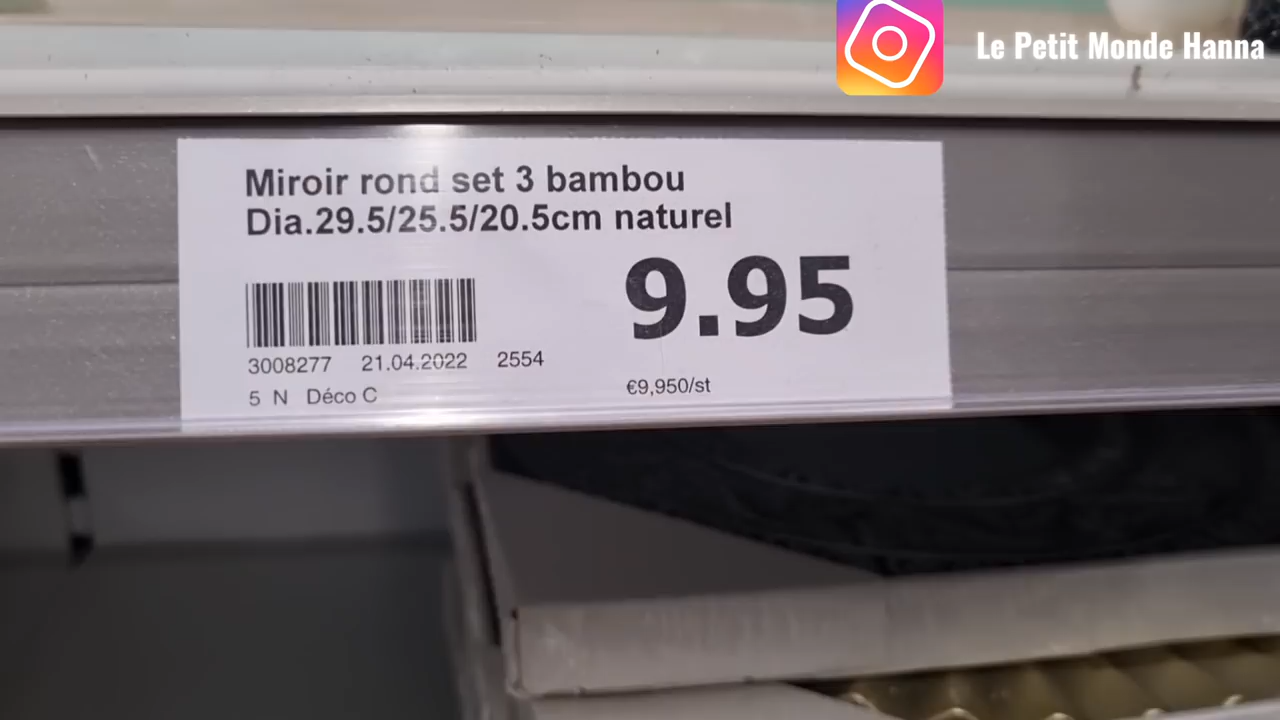 Le Petit Monde Hanna
Miroir rond set 3 bambou
Dia.29.5/25.5/20.5cm naturel
9.95
3008277 21.04.2022 2554
5 N Déco C
€9,950/st